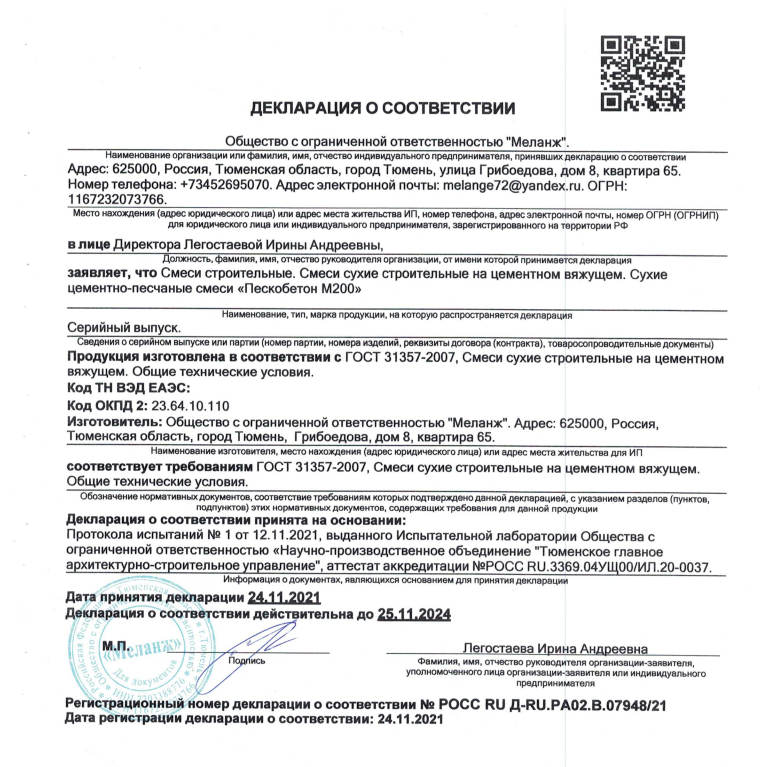 ДЕКЛАРАЦИЯ О СООТВЕТСТВИИ
Общество с ограниченной ответственностью "Меланж".
Наименование организации или фамилия, имя, отчество индивидуального предпринимателя, принявших декларацию о соответствии
Адрес: 625000, Россия, Тюменская область, город Тюмень, улица Грибоедова, дом 8, квартира 65.
Номер телефона: +73452695070. Адрес электронной почты: melange72@yandex.ru. ОГРН:
1167232073766.
Место нахождения (адрес юридического лица) или адрес места жительства ИП, номер телефона, адрес электронной почты, номер ОГРН (ОГРНИП)
для юридического лица или индивидуального предпринимателя, зарегистрированного на территории РФ
в лице Директора Легостаевой Ирины Андреевны,
Должность, фамилия, имя, отчество руководителя организации, от имени которой принимается декларация
заявляет, что Смеси строительные. Смеси сухие строительные на цементном вяжущем. Сухие
цементно-песчаные смеси «Пескобетон М200»
Наименование, тип, марка продукции, на которую распространяется декларация
Серийный выпуск.
Сведения о серийном выпуске или партии (номер партии, номера изделий, реквизиты договора (контракта), товаросопроводительные документы)
Продукция изготовлена в соответствии с ГОСТ 31357-2007, Смеси сухие строительные на цементном
вяжущем. Общие технические условия.
Код ТН ВЭД ЕАЭС:
Код ОКПД 2: 23.64.10.110
Изготовитель: Общество с ограниченной ответственностью "Меланж". Адрес: 625000, Россия,
Тюменская область, город Тюмень, Грибоедова, дом 8, квартира 65.
Наименование изготовителя, место нахождения (адрес юридического лица) или адрес места жительства для ИП
соответствует требованиям ГОСТ 31357-2007, Смеси сухие строительные на цементном вяжущем.
Общие технические условия.
Обозначение нормативных документов, соответствие требованиям которых подтверждено данной декларацией, с указанием разделов (пунктов,
подпунктов) этих нормативных документов, содержащих требования для данной продукции
Декларация о соответствии принята на основании:
Протокола испытаний № 1 от 12.11.2021, выданного Испытательной лаборатории Общества с
ограниченной ответственностью «Научно-производственное объединение "Тюменское главное
архитектурно-строительное управление", аттестат аккредитации №РОСС RU.3369.04УЩ00/ИЛ.20-0037.
Информация о документах, являющихся основанием для принятия декларации
Дата принятия декларации 24.11.2021
Декларация о соответствии действительна до 25.11.2024
М.П.
«Меланж»
Для документов
Подпись
Легостаева Ирина Андреевна
Фамилия, имя, отчество руководителя организации-заявителя,
уполномоченного лица организации-заявителя или индивидуального
предпринимателя
Регистрационный номер декларации о соответствии № РОСС RU Д-RU.РА02.В.07948/21
Дата регистрации декларации о соответствии: 24.11.2021